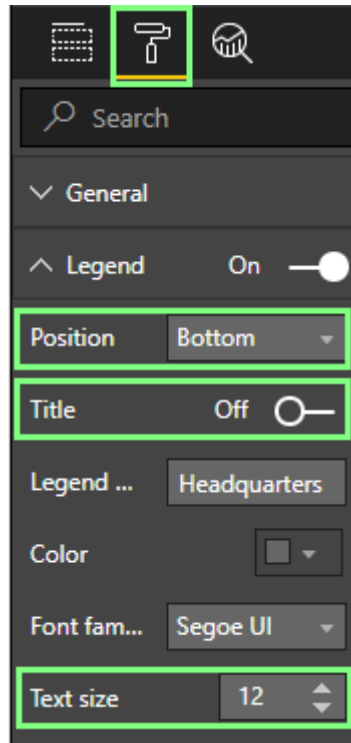 Search
General
Legend On
Position Bottom
Title Off
Legend ... Headquarters
Color
Font fam... Segoe UI
Text size 12